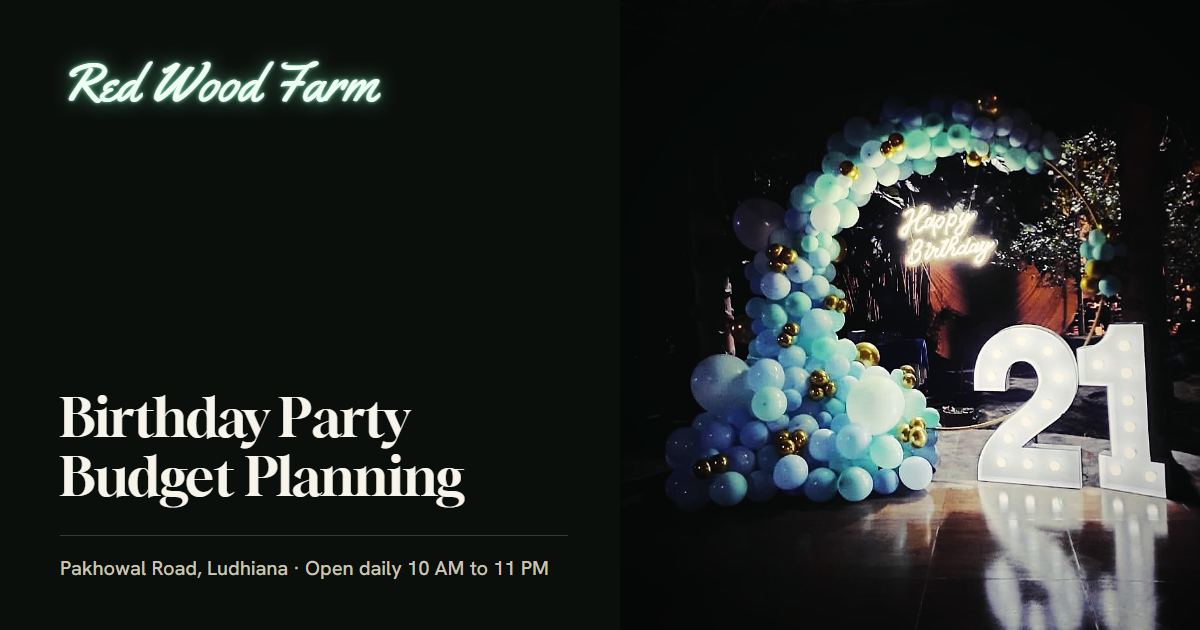 Red Wood Farm
Happy
Birthday
21
Birthday Party
Budget Planning
Pakhowal Road, Ludhiana · Open daily 10 AM to 11 PM